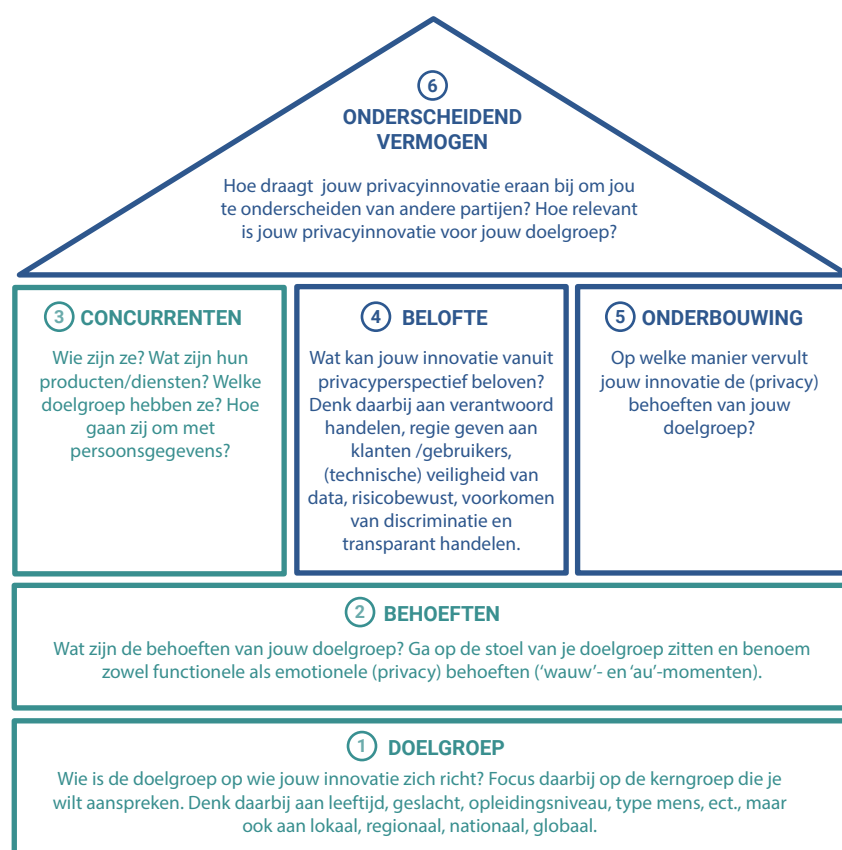 6
ONDERSCHEIDEND
VERMOGEN
Hoe draagt jouw privacyinnovatie eraan bij om jou
te onderscheiden van andere partijen? Hoe relevant
is jouw privacyinnovatie voor jouw doelgroep?
3 CONCURRENTEN
Wie zijn ze? Wat zijn hun
producten/diensten? Welke
doelgroep hebben ze? Hoe
gaan zij om met
persoonsgegevens?
4 BELOFTE
Wat kan jouw innovatie vanuit
privacyperspectief beloven?
Denk daarbij aan verantwoord
handelen, regie geven aan
klanten /gebruikers,
(technische) veiligheid van
data, risicobewust, voorkomen
van discriminatie en
transparant handelen.
5 ONDERBOUWING
Op welke manier vervult
jouw innovatie de (privacy)
behoeften van jouw
doelgroep?
2 BEHOEFTEN
Wat zijn de behoeften van jouw doelgroep? Ga op de stoel van je doelgroep zitten en benoem
zowel functionele als emotionele (privacy) behoeften (‘wauw’- en ‘au’-momenten).
1 DOELGROEP
Wie is de doelgroep op wie jouw innovatie zich richt? Focus daarbij op de kerngroep die je
wilt aanspreken. Denk daarbij aan leeftijd, geslacht, opleidingsniveau, type mens, ect., maar
ook aan lokaal, regionaal, nationaal, globaal.